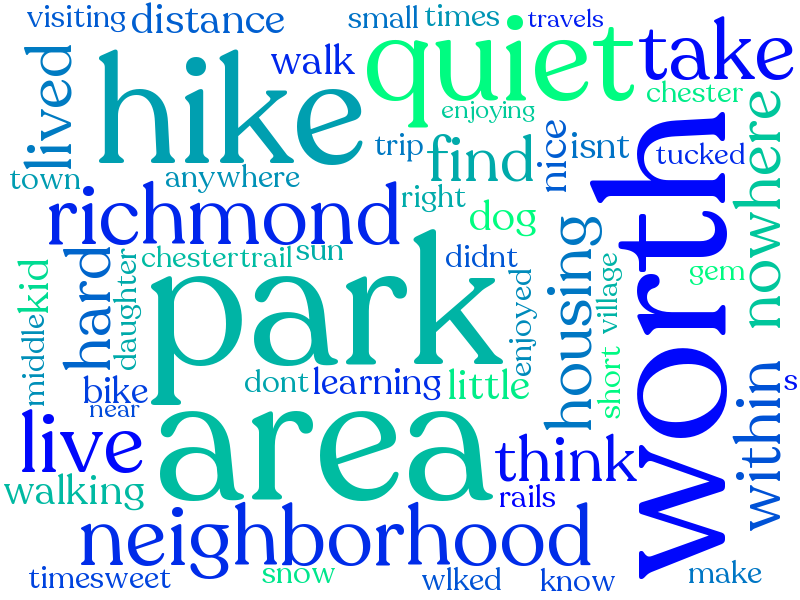 visiting distance small times travels
lived hike walk quiet take
enjoying chester
trip find nice isnt tucked
town anywhere worth nowhere
richmond right dog
chestertrail sun didnt gem
kid hard daughter park enjoyed housing village
middle bike dont learning little short
near
live area think within s
walking rails
neighborhood
timesweet snow wlked know make